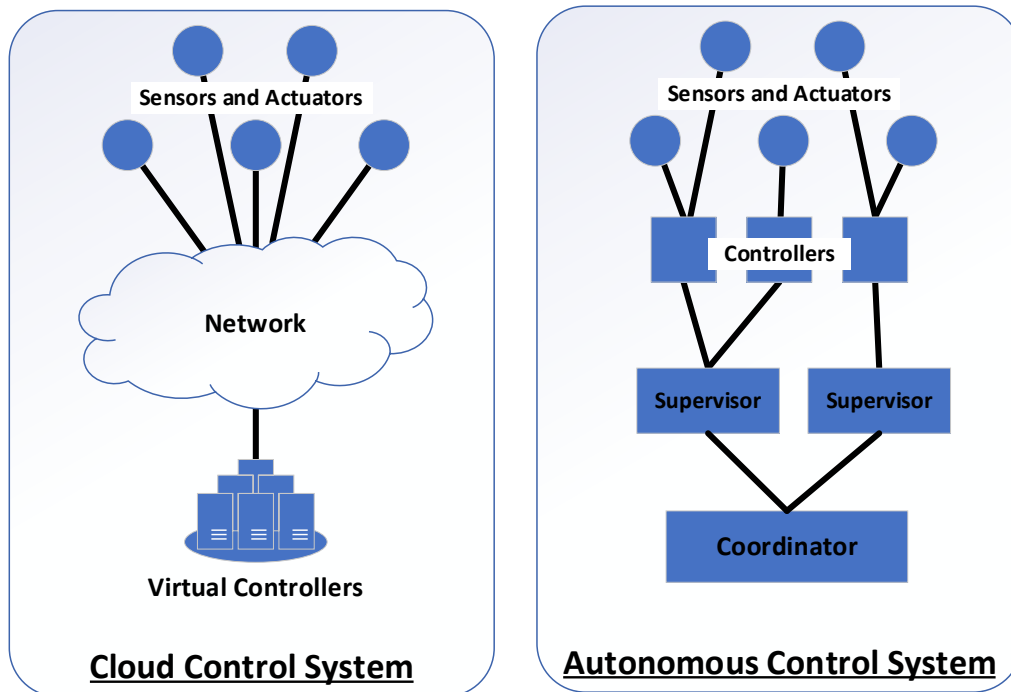 Sensors and Actuators
Network
Virtual Controllers
Cloud Control System
Sensors and Actuators
Controllers
Supervisor
Supervisor
Coordinator
Autonomous Control System